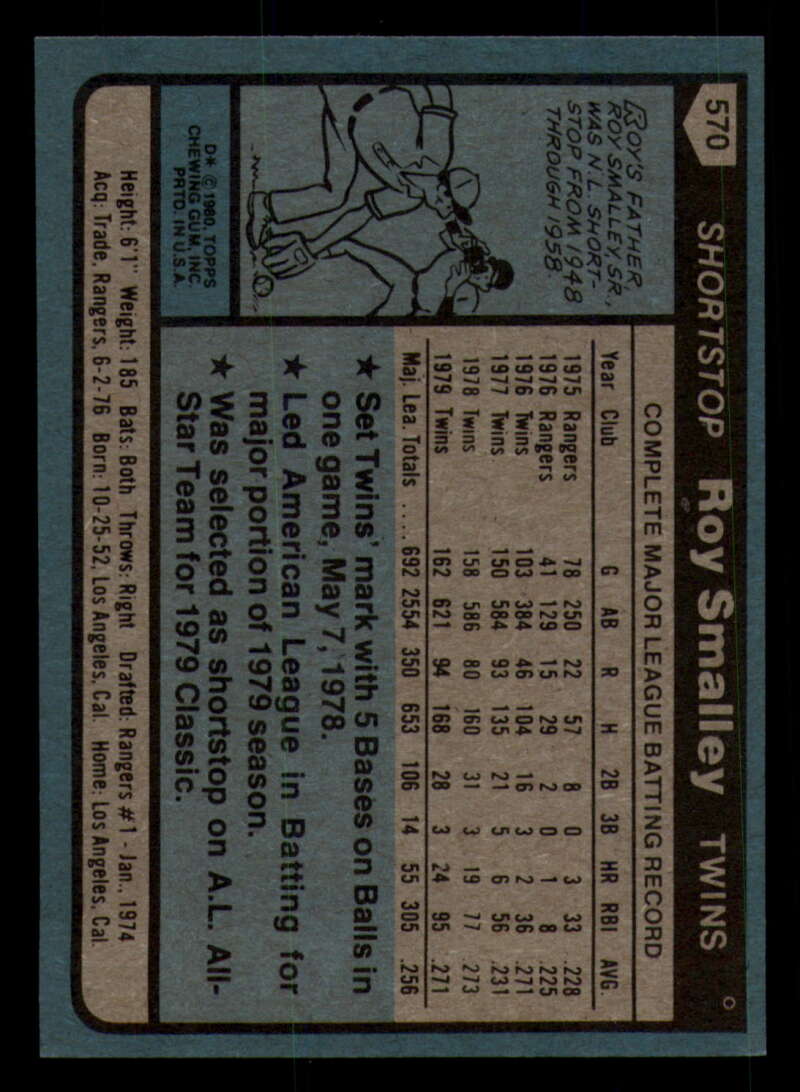 570 SHORTSTOP Roy Smalley TWINS
ROY'S FATHER,
ROY SMALLEY, SR.,
WAS N.L. SHORT-
STOP FROM 1948
THROUGH 1958.
D* © 1980 TOPPS
CHEWING GUM, INC.
PRTD. IN U.S.A.
COMPLETE MAJOR LEAGUE BATTING RECORD
Year Club G AB R H 2B 3B HR RBI AVG.
1975 Rangers 78 250 22 57 8 0 3 33 .228
1976 Rangers 41 129 15 29 2 0 1 8 .225
1976 Twins 103 384 46 104 16 3 2 36 .271
1977 Twins 150 584 93 135 21 5 6 56 .231
1978 Twins 158 586 80 160 31 3 19 77 .273
1979 Twins 162 621 94 168 28 3 24 95 .271
Maj. Lea. Totals .... 692 2554 350 653 106 14 55 305 .256
★ Set Twins' mark with 5 Bases on Balls in
one game, May 7, 1978.
★ Led American League in Batting for
major portion of 1979 season.
★ Was selected as shortstop on A.L. All-
Star Team for 1979 Classic.
Height: 6'1" Weight: 185 Bats: Both Throws: Right Drafted: Rangers #1 - Jan., 1974
Acq: Trade, Rangers, 6-2-76 Born: 10-25-52, Los Angeles, Cal. Home: Los Angeles, Cal.